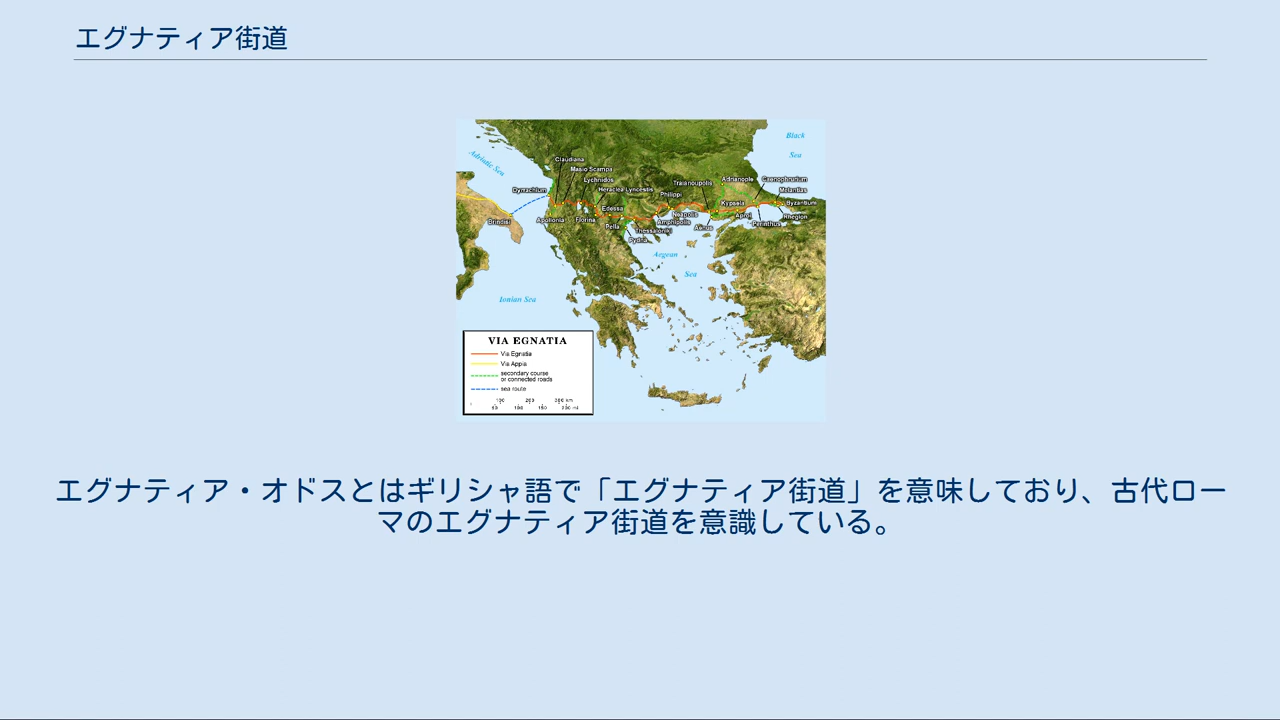 エグナティア街道
Black
Sea
Adriatic Sea
Claudiana
Masio Scampa
Lychnidos
Heraclea Lyncestis
Dyrrachium
Traianoupolis
Adrianople
Caenophrurium
Melantias
Philippi
Kypsela
Byzantium
Edessa
Neapolis
Apri
Rhegion
Brindisi
Apollonia
Florina
Amphipolis
Pella
Thessaloniki
Aenus
Perinthus
Pydna
Aegean
Sea
Ionian Sea
VIA EGNATIA
Via Egnatia
Via Appia
secondary course
or connected roads
sea route
エグナティア・オドスとはギリシャ語で「エグナティア街道」を意味しており、古代ロー
マのエグナティア街道を意識している。